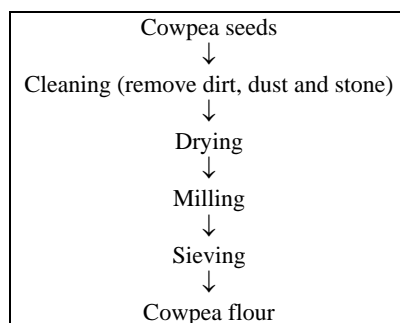 Cowpea seeds
↓
Cleaning (remove dirt, dust and stone)
↓
Drying
↓
Milling
↓
Sieving
↓
Cowpea flour